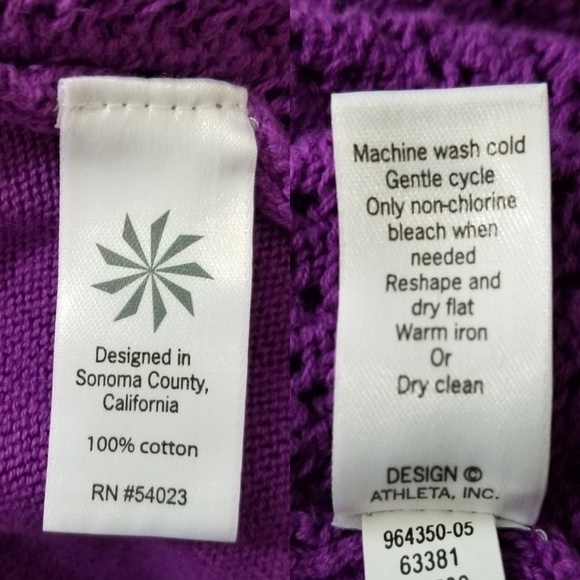 Designed in
Sonoma County,
California
100% cotton
RN #54023
Machine wash cold
Gentle cycle
Only non-chlorine
bleach when
needed
Reshape and
dry flat
Warm iron
Or
Dry clean
DESIGN ©
ATHLETA, INC.
964350-05
63381